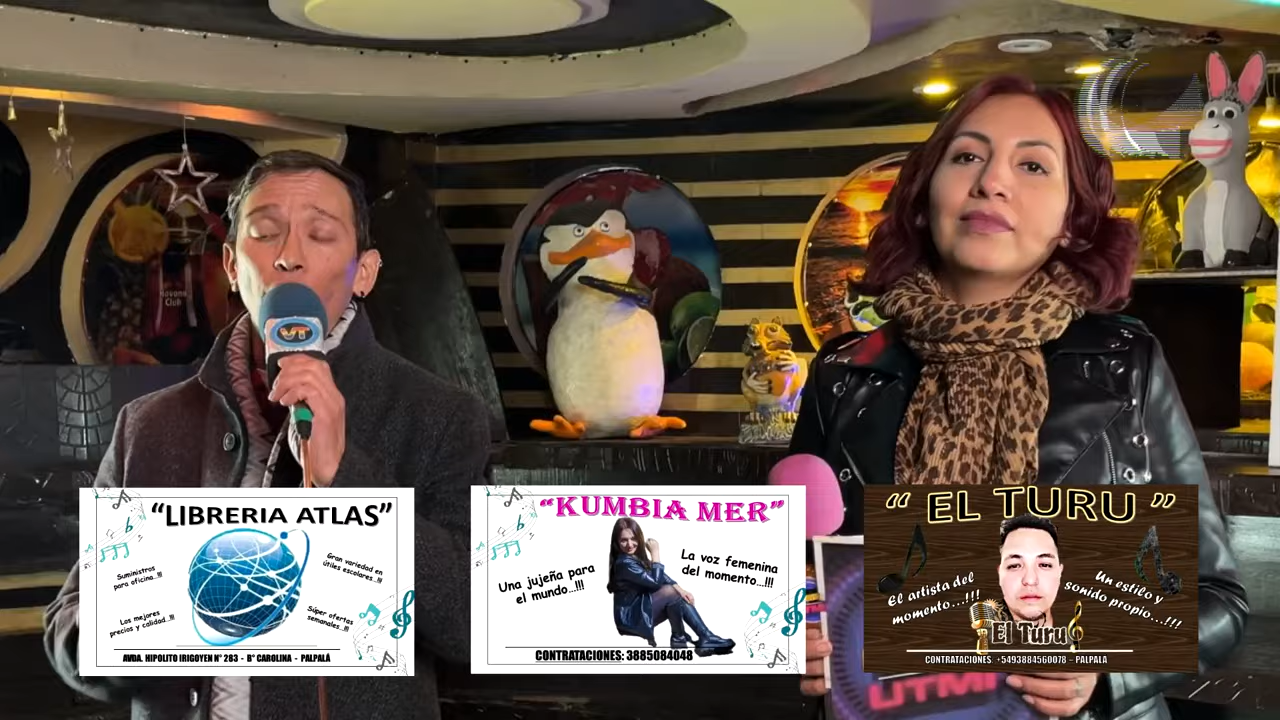 Havana
Club
VT
“LIBRERIA ATLAS”
Suministros
para oficina..!!!
Gran variedad en
útiles escolares..!!!
Los mejores
precios y calidad..!!!
Súper ofertas
semanales..!!!
AVDA. HIPOLITO IRIGOYEN N° 283 - B° CAROLINA - PALPALÁ
“KUMBIA MER”
Una jujeña para
el mundo...!!!
La voz femenina
del momento...!!!
CONTRATACIONES: 3885084048
“ EL TURU ”
El artista del
momento....!!!
Un estilo y
sonido propio....!!!
El Turu
CONTRATACIONES +5493884560078 – PALPALA